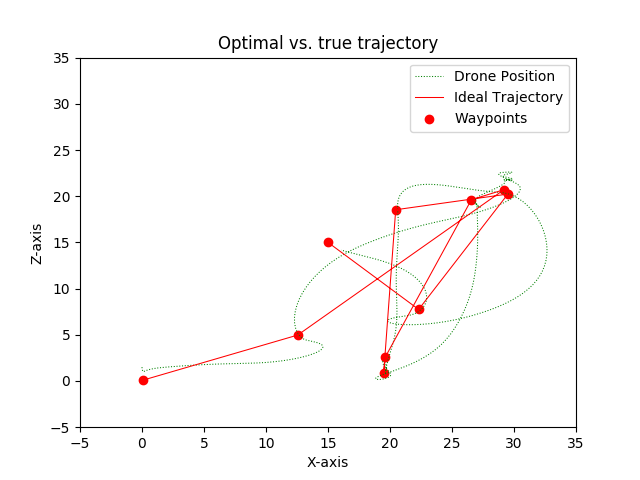 Optimal vs. true trajectory
Drone Position
Ideal Trajectory
Waypoints
Z-axis
35
30
25
20
15
10
5
0
−5
−5 0 5 10 15 20 25 30 35
X-axis